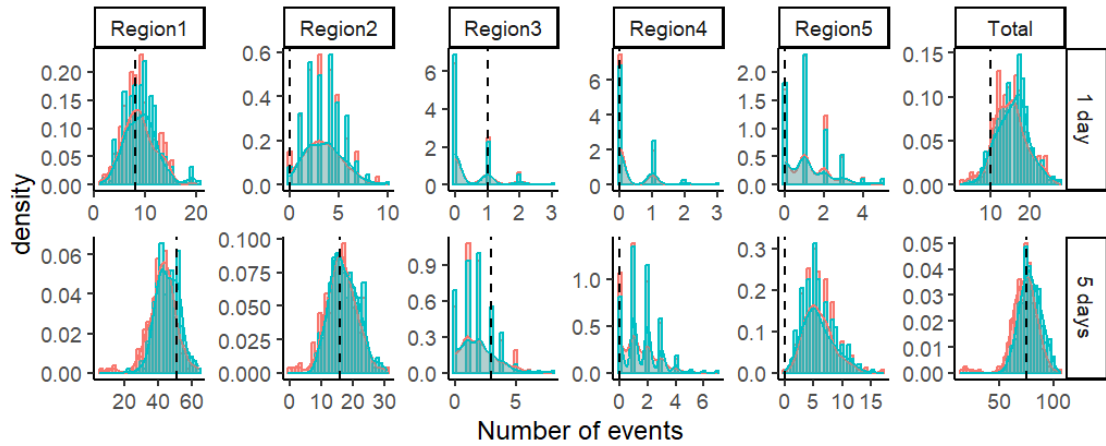 Region1 Region2 Region3 Region4 Region5 Total
0.20 0.6 8 6 2.0 0.15
0.15 0.4 6 4 1.5 0.10
0.10 0.2 4 2 1.0 0.05
0.05 0.0 2 0 0.5 0.00
0.00 0 0.0
1 day
0 10 20 0 5 10 0 1 2 3 0 1 2 3 0 2 4 10 20
density
0.06 0.100 0.9 1.0 0.3 0.05
0.04 0.075 0.6 0.5 0.2 0.04
0.02 0.050 0.3 0.0 0.1 0.03
0.00 0.025 0.0 0.0 0.02
0.000 0.01
0.00
5 days
20 40 60 0 10 20 30 0 5 0 2 4 6 0 5 10 15 50 100
Number of events